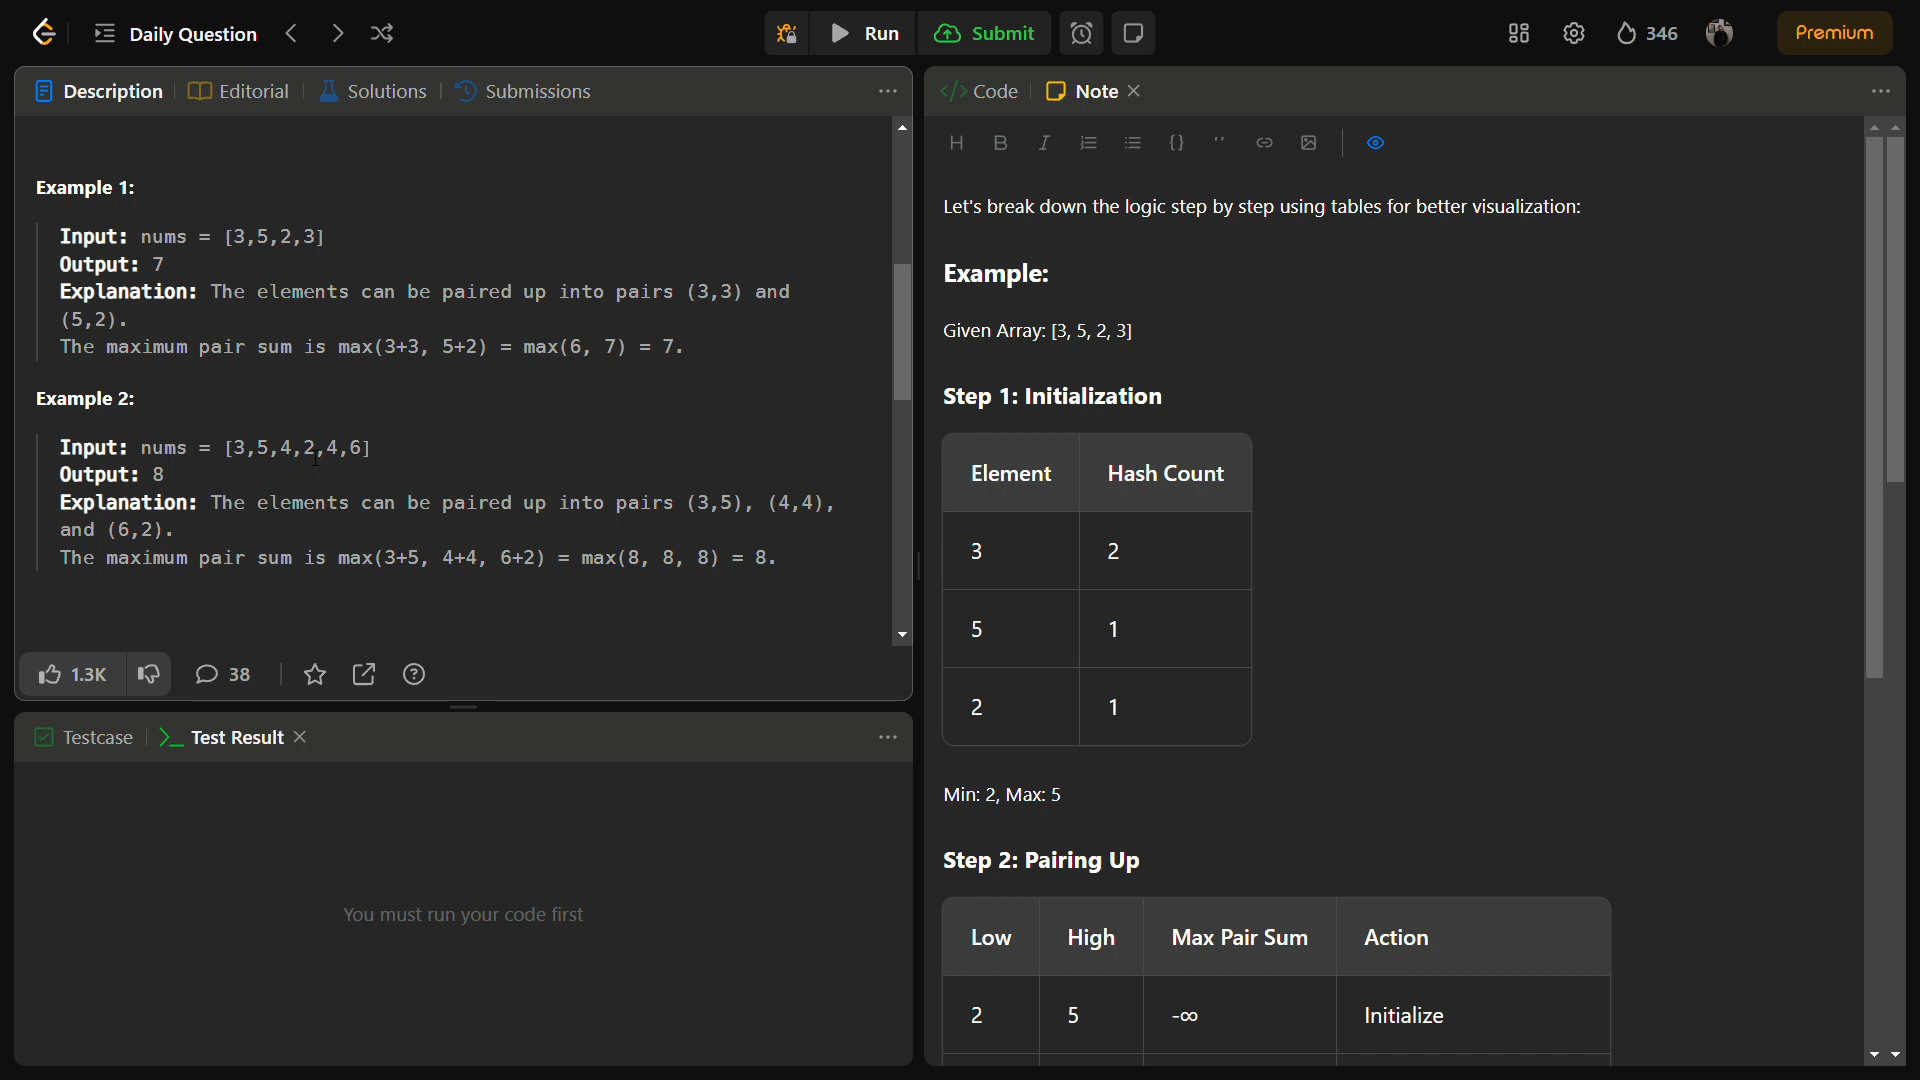 Daily Question
Run
Submit
346
Premium
Description
Editorial
Solutions
Submissions
Example 1:
Input: nums = [3,5,2,3]
Output: 7
Explanation: The elements can be paired up into pairs (3,3) and
(5,2).
The maximum pair sum is max(3+3, 5+2) = max(6, 7) = 7.
Example 2:
Input: nums = [3,5,4,2,4,6]
Output: 8
Explanation: The elements can be paired up into pairs (3,5), (4,4),
and (6,2).
The maximum pair sum is max(3+5, 4+4, 6+2) = max(8, 8, 8) = 8.
1.3K
38
Testcase
Test Result
You must run your code first
Code
Note
Let's break down the logic step by step using tables for better visualization:
Example:
Given Array: [3, 5, 2, 3]
Step 1: Initialization
Element Hash Count
3 2
5 1
2 1
Min: 2, Max: 5
Step 2: Pairing Up
Low High Max Pair Sum Action
2 5 -∞ Initialize